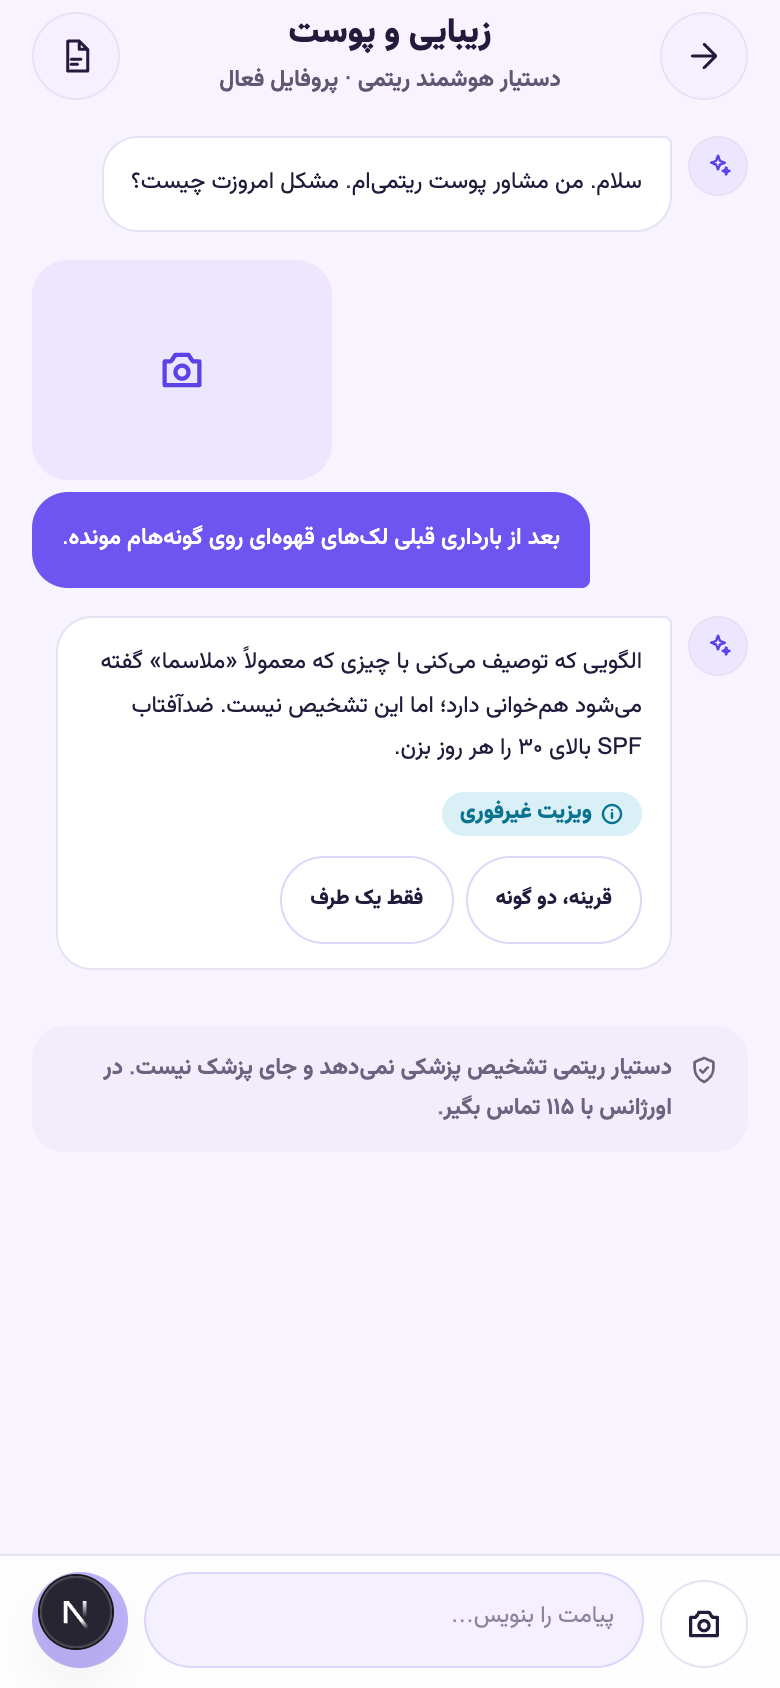 زیبایی و پوست
دستیار هوشمند ریتمی · پروفایل فعال
سلام. من مشاور پوست ریتمی‌ام. مشکل امروزت چیست؟
بعد از بارداری قبلی لک‌های قهوه‌ای روی گونه‌هام مونده.
الگویی که توصیف می‌کنی با چیزی که معمولاً «ملاسما» گفته
می‌شود هم‌خوانی دارد؛ اما این تشخیص نیست. ضدآفتاب
SPF بالای ۳۰ را هر روز بزن.
ویزیت غیرفوری
قرینه، دو گونه
فقط یک طرف
دستیار ریتمی تشخیص پزشکی نمی‌دهد و جای پزشک نیست. در
اورژانس با ۱۱۵ تماس بگیر.
پیامت را بنویس...
N